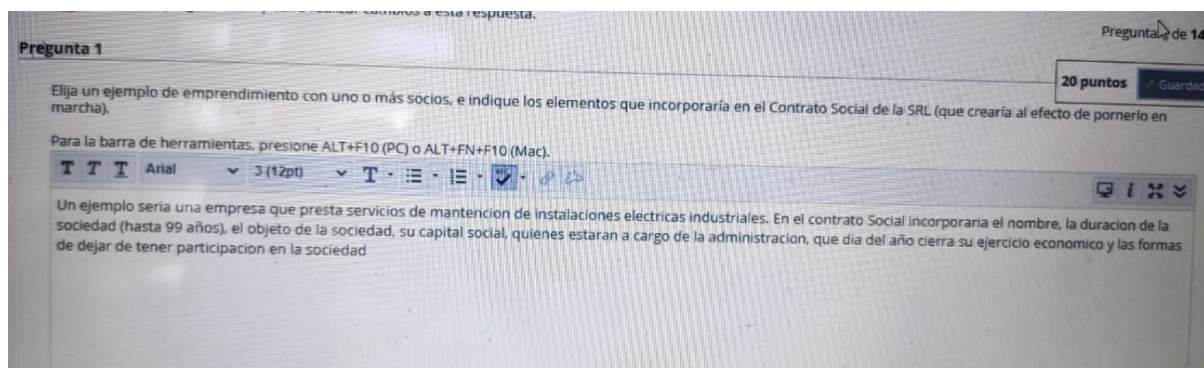 cambios a esta respuesta.
Pregunta de 14
Pregunta 1
20 puntos
Guardad
Elija un ejemplo de emprendimiento con uno o más socios, e indique los elementos que incorporaría en el Contrato Social de la SRL (que crearía al efecto de pornerlo en
marcha).
Para la barra de herramientas, presione ALT+F10 (PC) o ALT+FN+F10 (Mac).
T T T Arial 3 (12pt) T
Un ejemplo seria una empresa que presta servicios de mantencion de instalaciones electricas industriales. En el contrato Social incorporaria el nombre, la duracion de la
sociedad (hasta 99 años), el objeto de la sociedad, su capital social, quienes estaran a cargo de la administracion, que dia del año cierra su ejercicio economico y las formas
de dejar de tener participacion en la sociedad